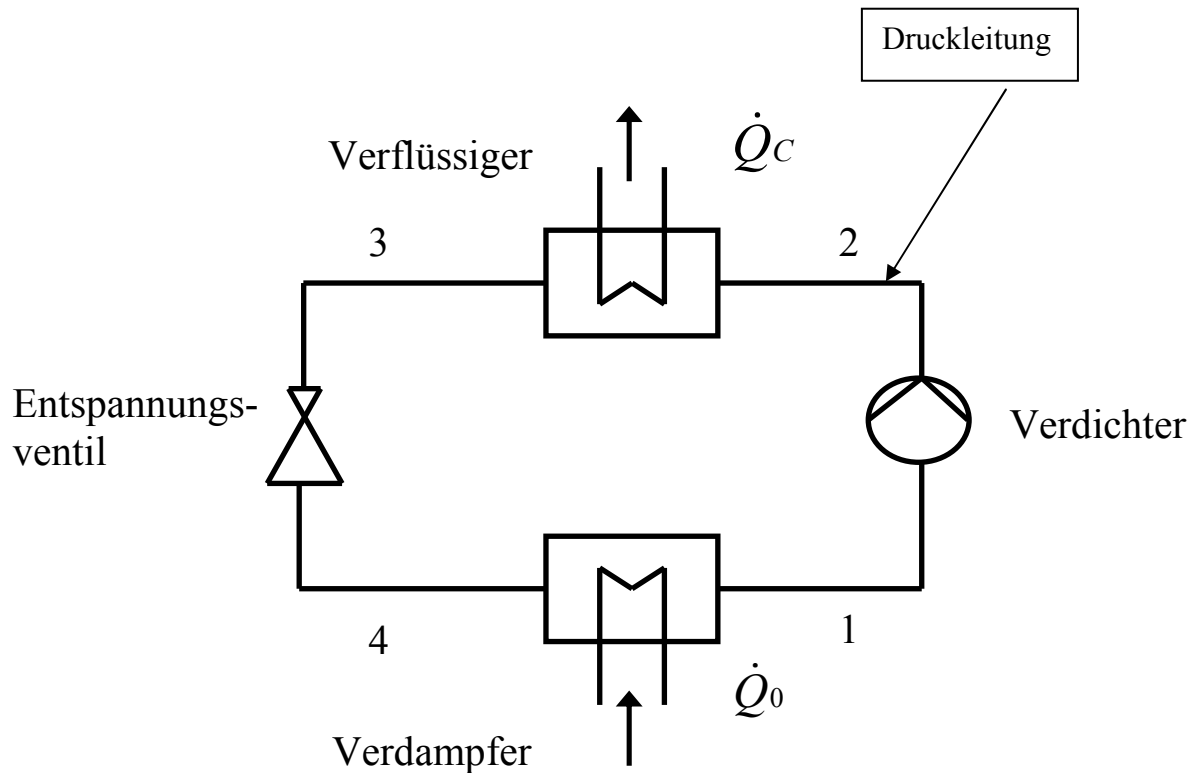 Druckleitung
Verflüssiger
Q̇C
3
2
Entspannungs-
ventil
Verdichter
4
1
Q̇0
Verdampfer